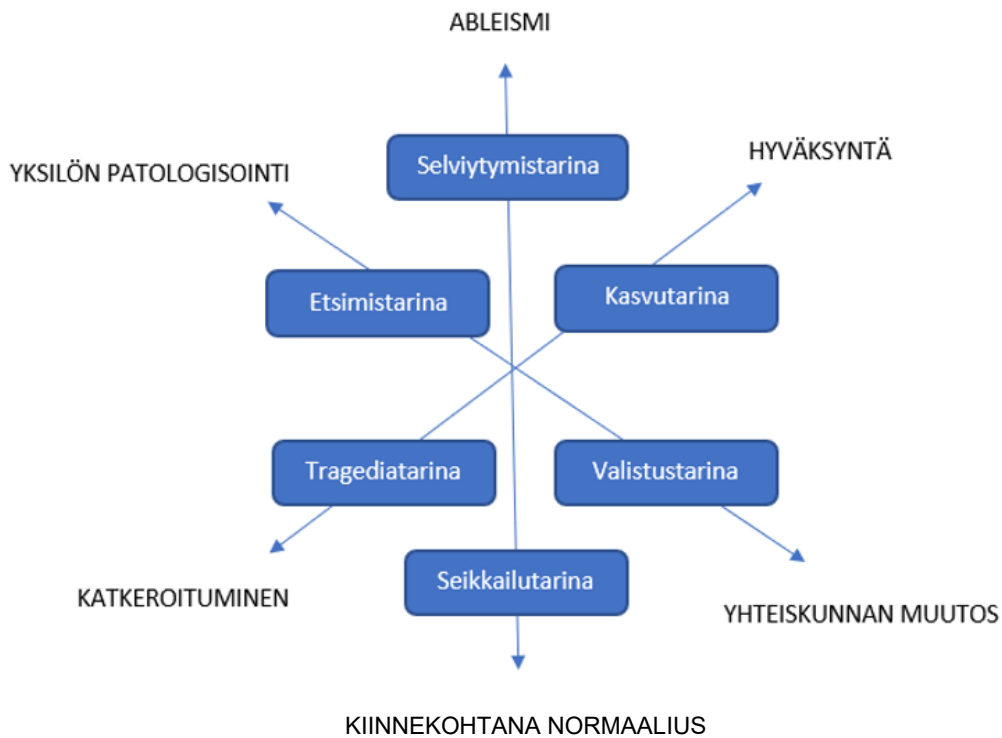 ABLEISMI
HYVÄKSYNTÄ
YKSILÖN PATOLOGISOINTI
Selviytymistarina
Etsimistarina
Kasvutarina
Tragediatarina
Valistustarina
Seikkailutarina
KATKEROITUMINEN
YHTEISKUNNAN MUUTOS
KIINNEKOHTANA NORMAALIUS